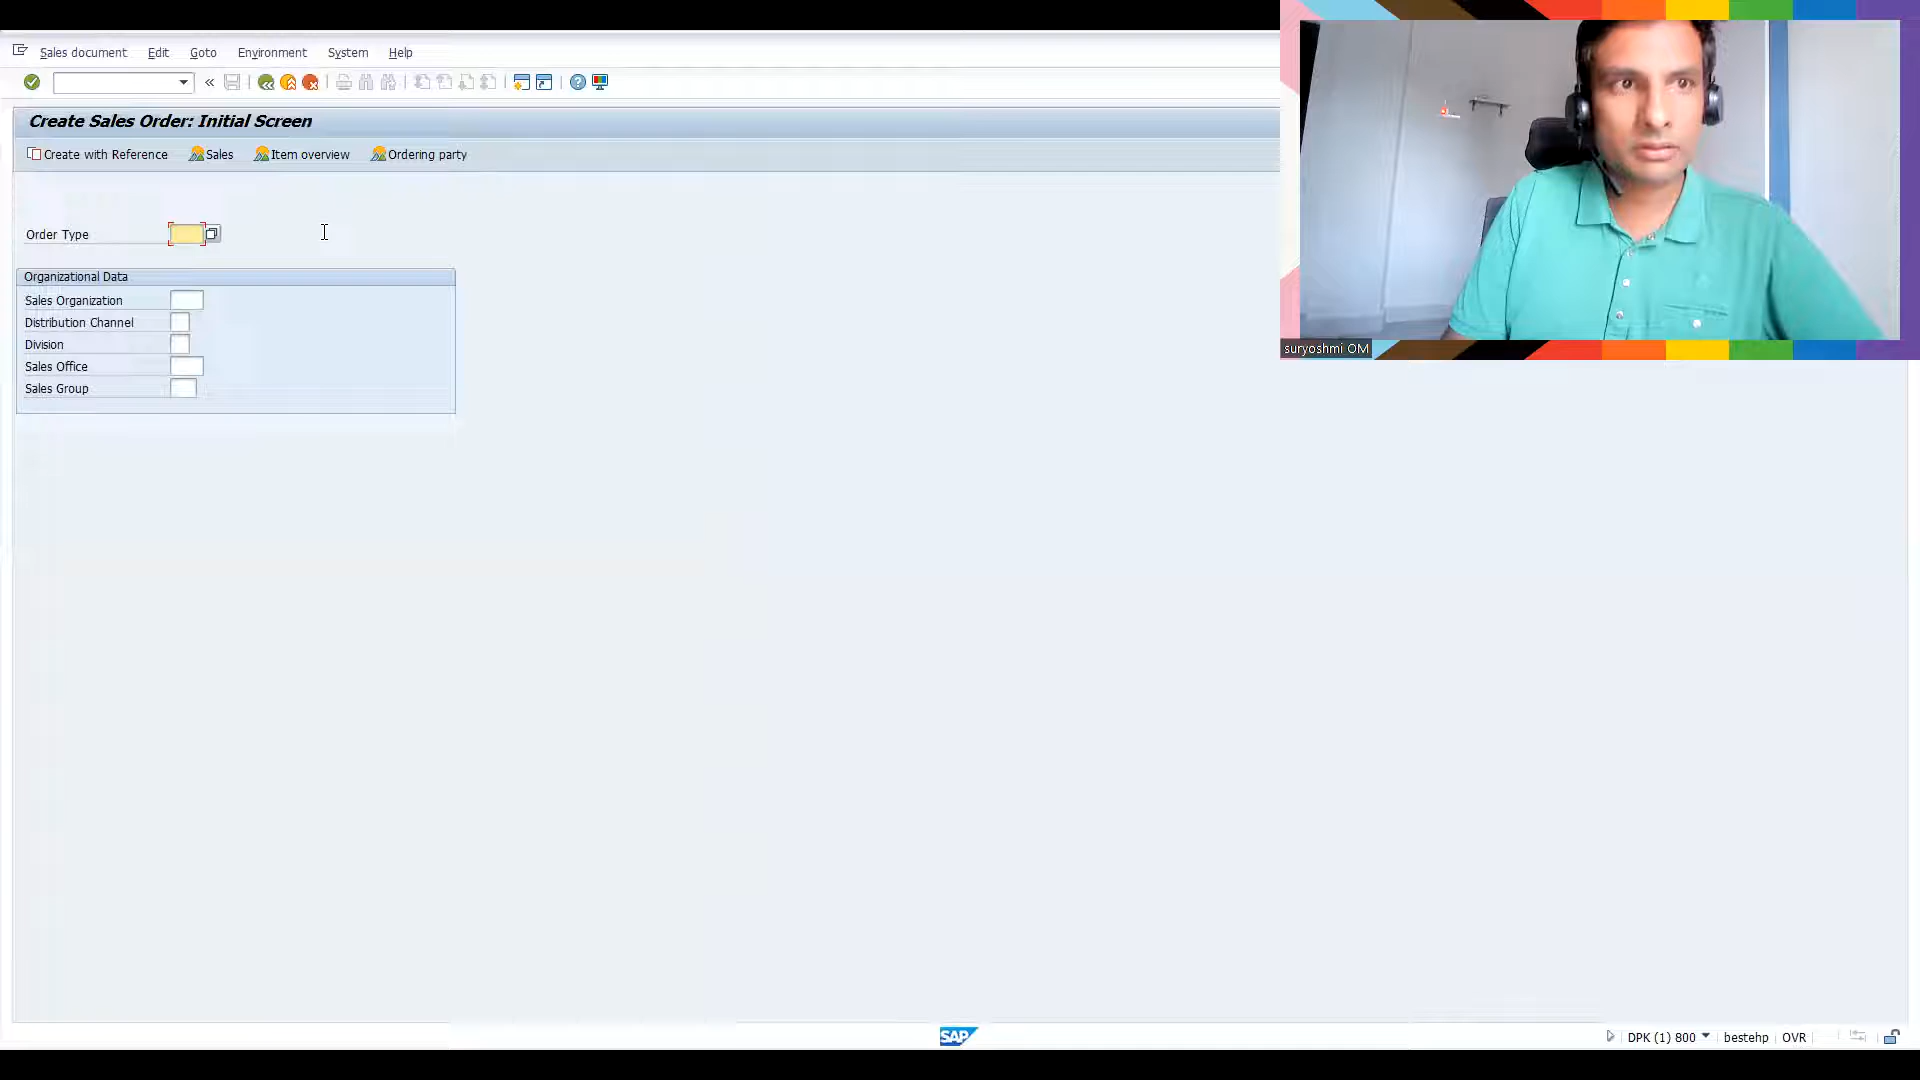 Sales document Edit Goto Environment System Help
Create Sales Order: Initial Screen
Create with Reference Sales Item overview Ordering party
Order Type
Organizational Data
Sales Organization
Distribution Channel
Division
Sales Office
Sales Group
suryoshmi OM
SAP
DPK (1) 800 bestehp OVR